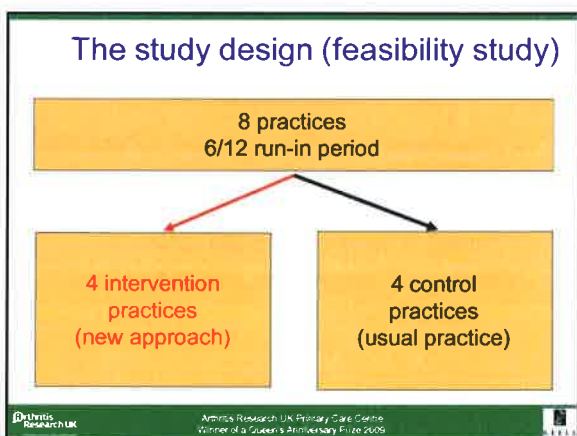 The study design (feasibility study)
8 practices
6/12 run-in period
4 intervention
practices
(new approach)
4 control
practices
(usual practice)
Arthritis
Research UK
Arthritis Research UK Primary Care Centre
Winner of a Queen's Anniversary Prize 2009